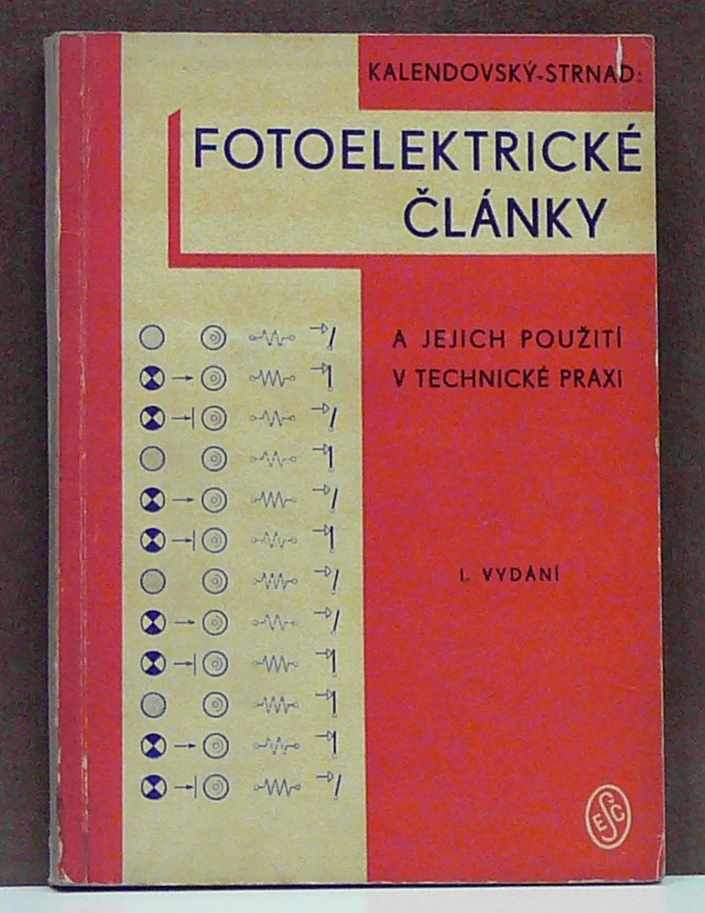 KALENDOVSKÝ-STRNAD:
FOTOELEKTRICKÉ
ČLÁNKY
A JEJICH POUŽITÍ
V TECHNICKÉ PRAXI
I. VYDÁNÍ
ESČ